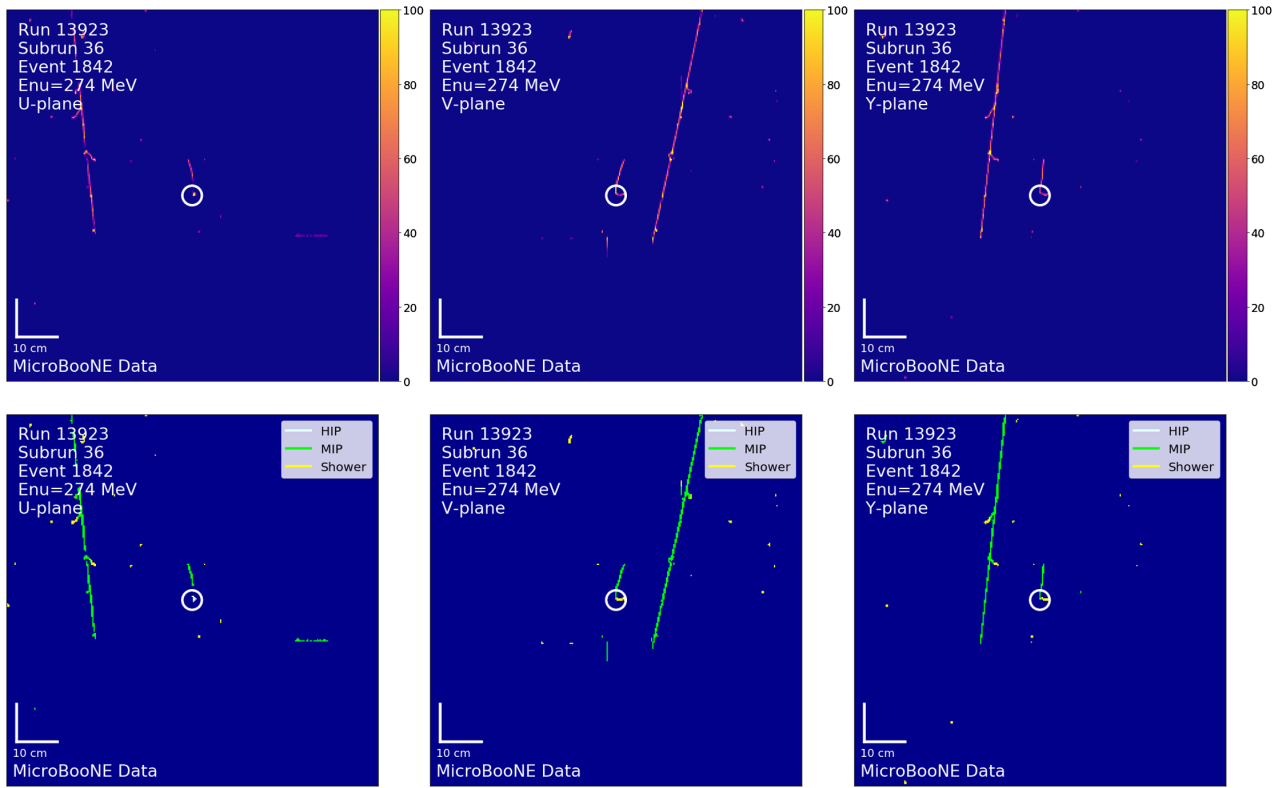 Run 13923
Subrun 36
Event 1842
Enu=274 MeV
U-plane
10 cm
MicroBooNE Data
100
80
60
40
20
0
Run 13923
Subrun 36
Event 1842
Enu=274 MeV
V-plane
10 cm
MicroBooNE Data
100
80
60
40
20
0
Run 13923
Subrun 36
Event 1842
Enu=274 MeV
Y-plane
10 cm
MicroBooNE Data
100
80
60
40
20
0
Run 13923
Subrun 36
Event 1842
Enu=274 MeV
U-plane
HIP
MIP
Shower
10 cm
MicroBooNE Data
Run 13923
Subrun 36
Event 1842
Enu=274 MeV
V-plane
HIP
MIP
Shower
10 cm
MicroBooNE Data
Run 13923
Subrun 36
Event 1842
Enu=274 MeV
Y-plane
HIP
MIP
Shower
10 cm
MicroBooNE Data